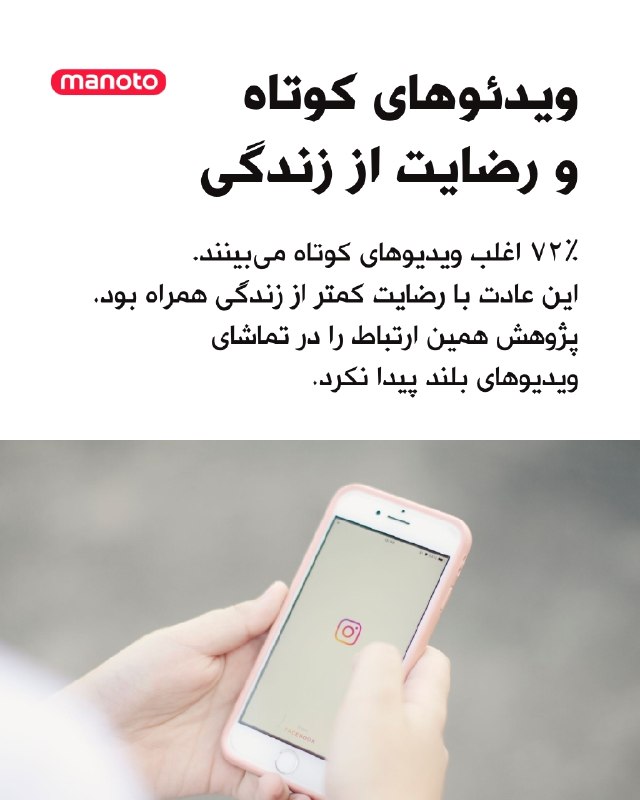 manoto
ویدئوهای کوتاه
و رضایت از زندگی
۷۲٪ اغلب ویدیوهای کوتاه می‌بینند.
این عادت با رضایت کمتر از زندگی همراه بود.
پژوهش همین ارتباط را در تماشای
ویدیوهای بلند پیدا نکرد.
FACEBOOK